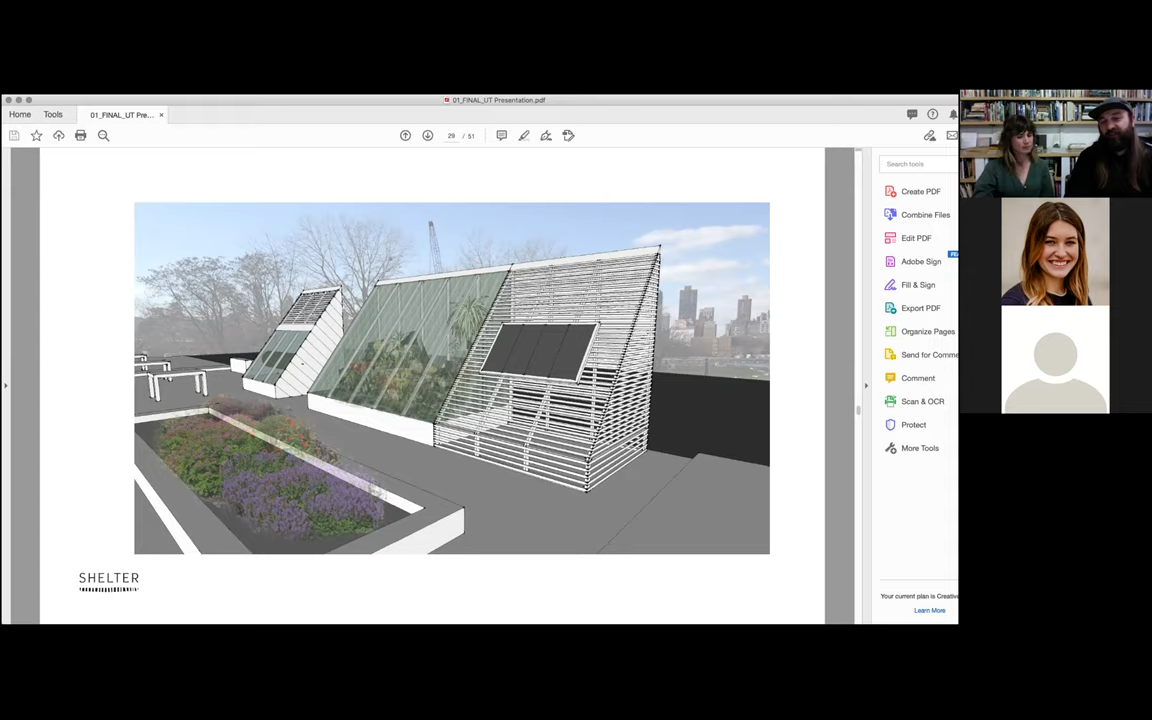 01_FINAL_UT Presentation.pdf
Home
Tools
01_FINAL_UT Pre...
29 / 51
Search tools
Create PDF
Combine Files
Edit PDF
Adobe Sign
Fill & Sign
Export PDF
Organize Pages
Send for Comme
Comment
Scan & OCR
Protect
More Tools
SHELTER
Your current plan is Creative
Learn More